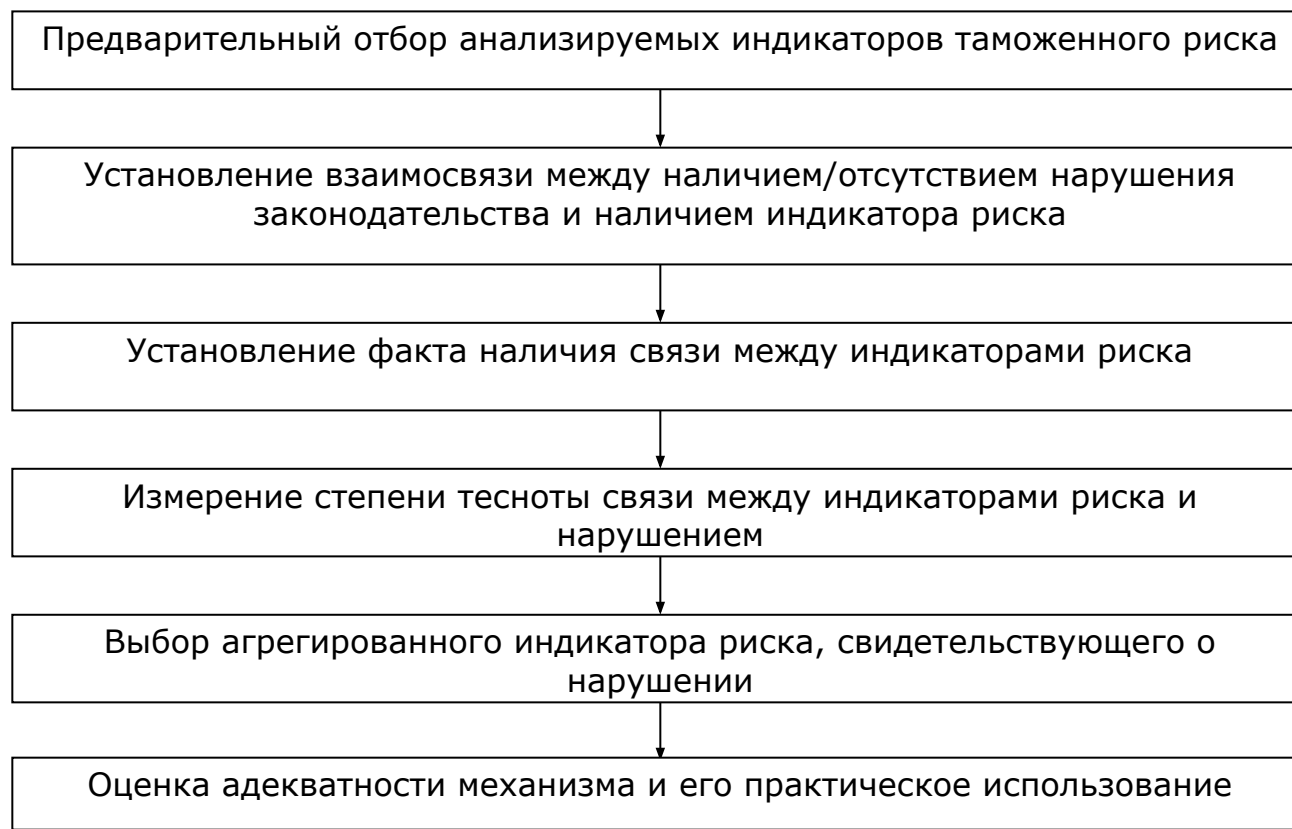 Предварительный отбор анализируемых индикаторов таможенного риска
Установление взаимосвязи между наличием/отсутствием нарушения
законодательства и наличием индикатора риска
Установление факта наличия связи между индикаторами риска
Измерение степени тесноты связи между индикаторами риска и
нарушением
Выбор агрегированного индикатора риска, свидетельствующего о
нарушении
Оценка адекватности механизма и его практическое использование